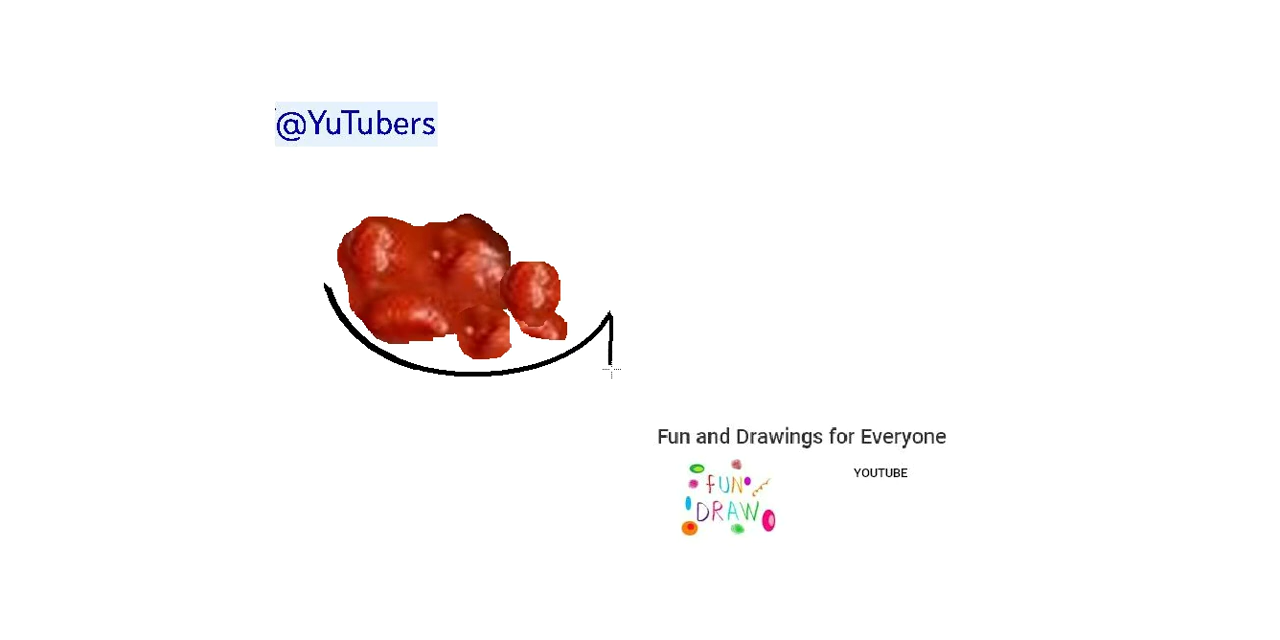 @YuTubers
Fun and Drawings for Everyone
YOUTUBE
fUN
DRAW